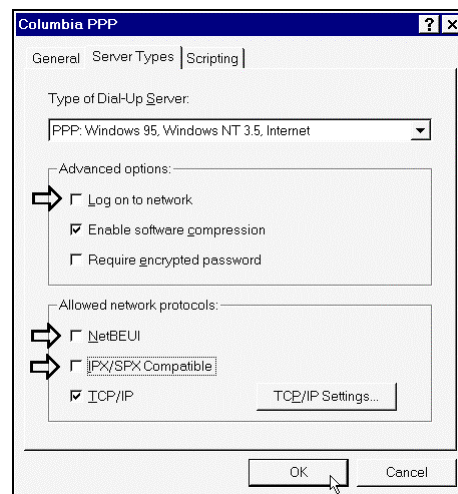 Columbia PPP
General Server Types Scripting
Type of Dial-Up Server:
PPP: Windows 95, Windows NT 3.5, Internet
Advanced options:
Log on to network
Enable software compression
Require encrypted password
Allowed network protocols:
NetBEUI
IPX/SPX Compatible
TCP/IP TCP/IP Settings...
OK Cancel